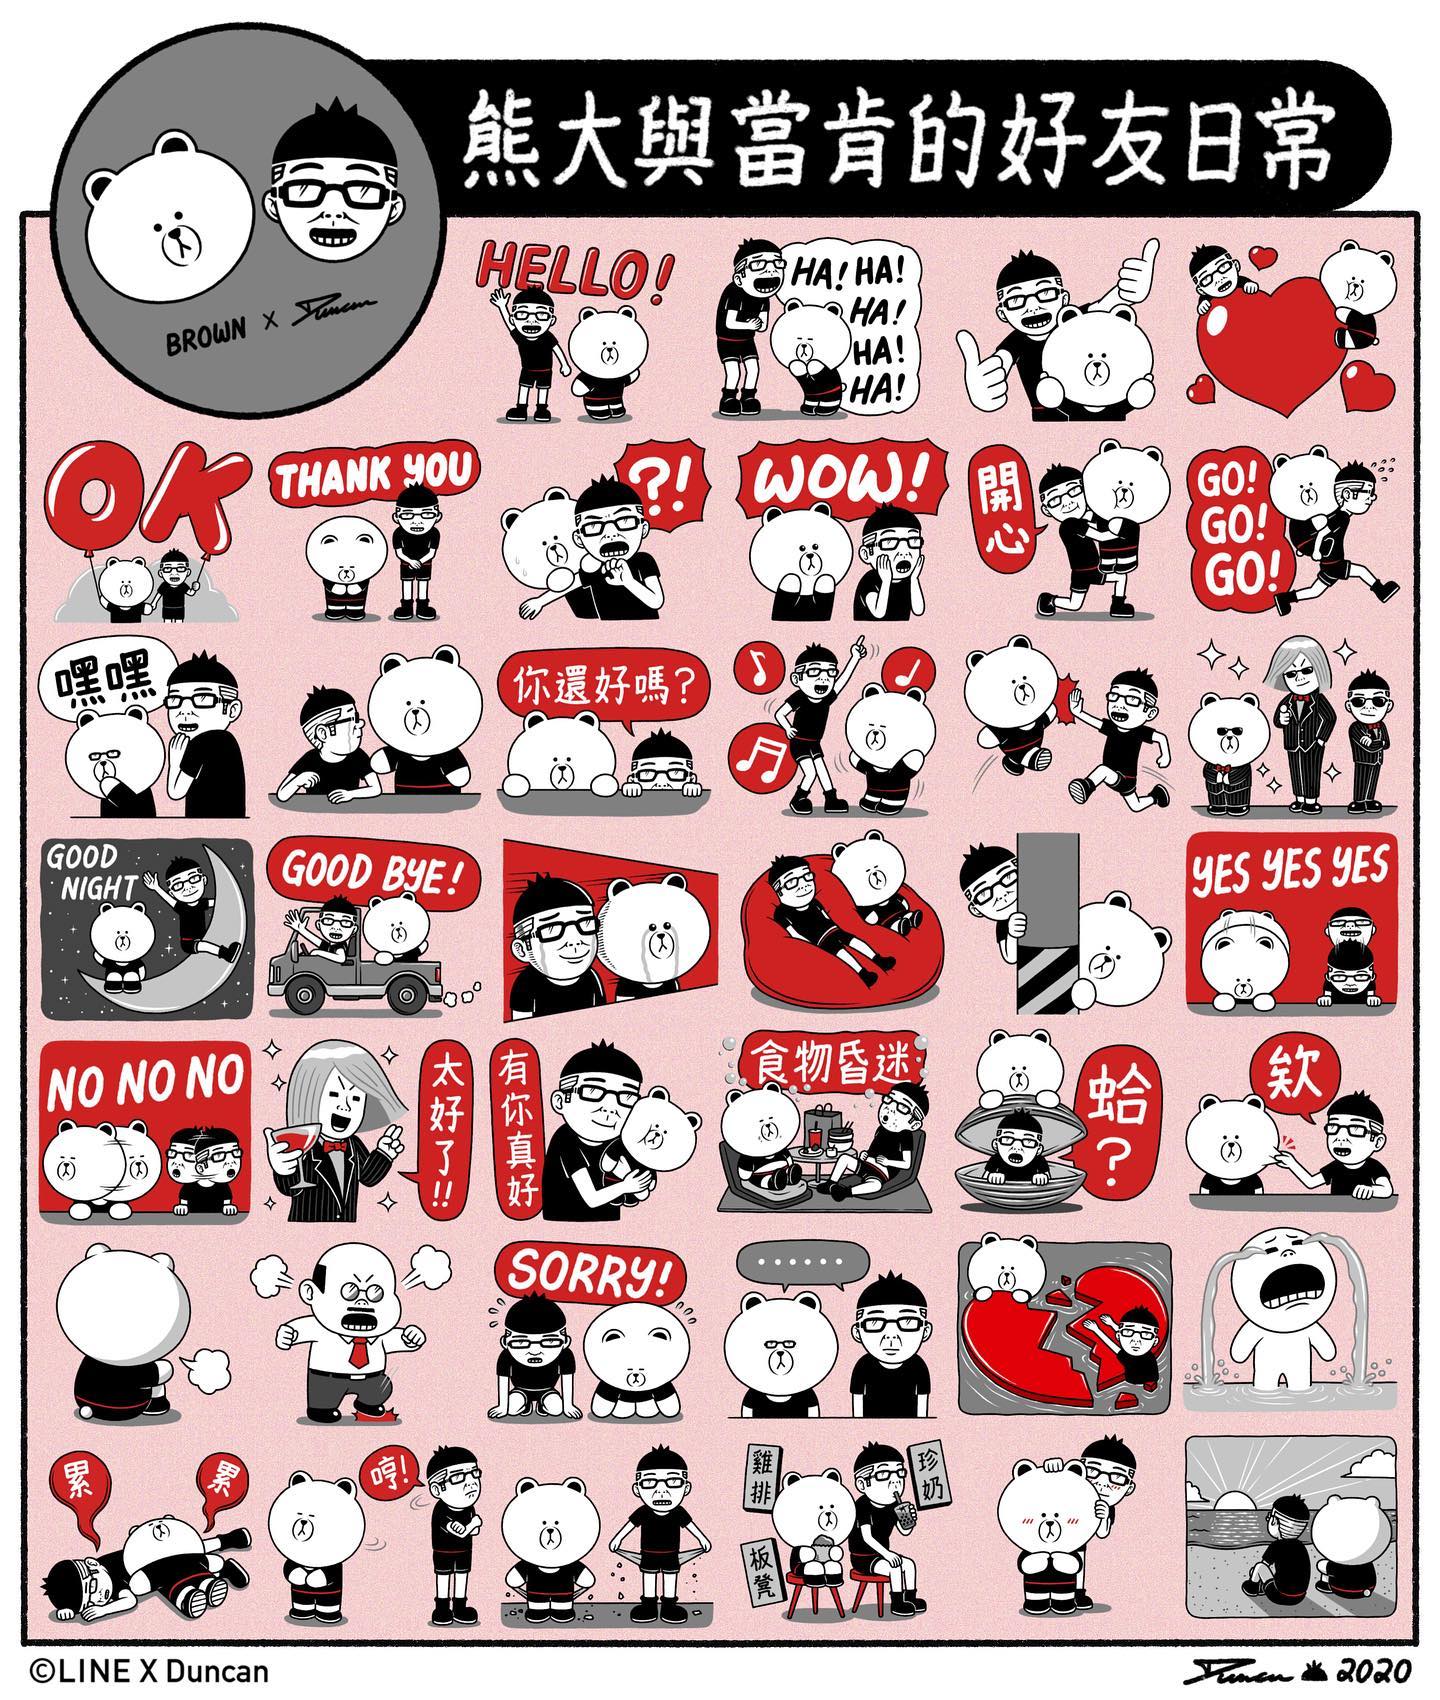 熊大與當肯的好友日常
BROWN X Duncan
HELLO!
HA! HA!
HA!
HA!
HA!
OK
THANK YOU
?!
WOW!
開心
GO!
GO!
GO!
嘿嘿
你還好嗎?
GOOD
NIGHT
GOOD BYE!
YES YES YES
NO NO NO
太好了!!
有你真好
食物昏迷
蛤?
欸
SORRY!
......
累
累
哼!
雞排
珍奶
板凳
©LINE X Duncan
Duncan 2020